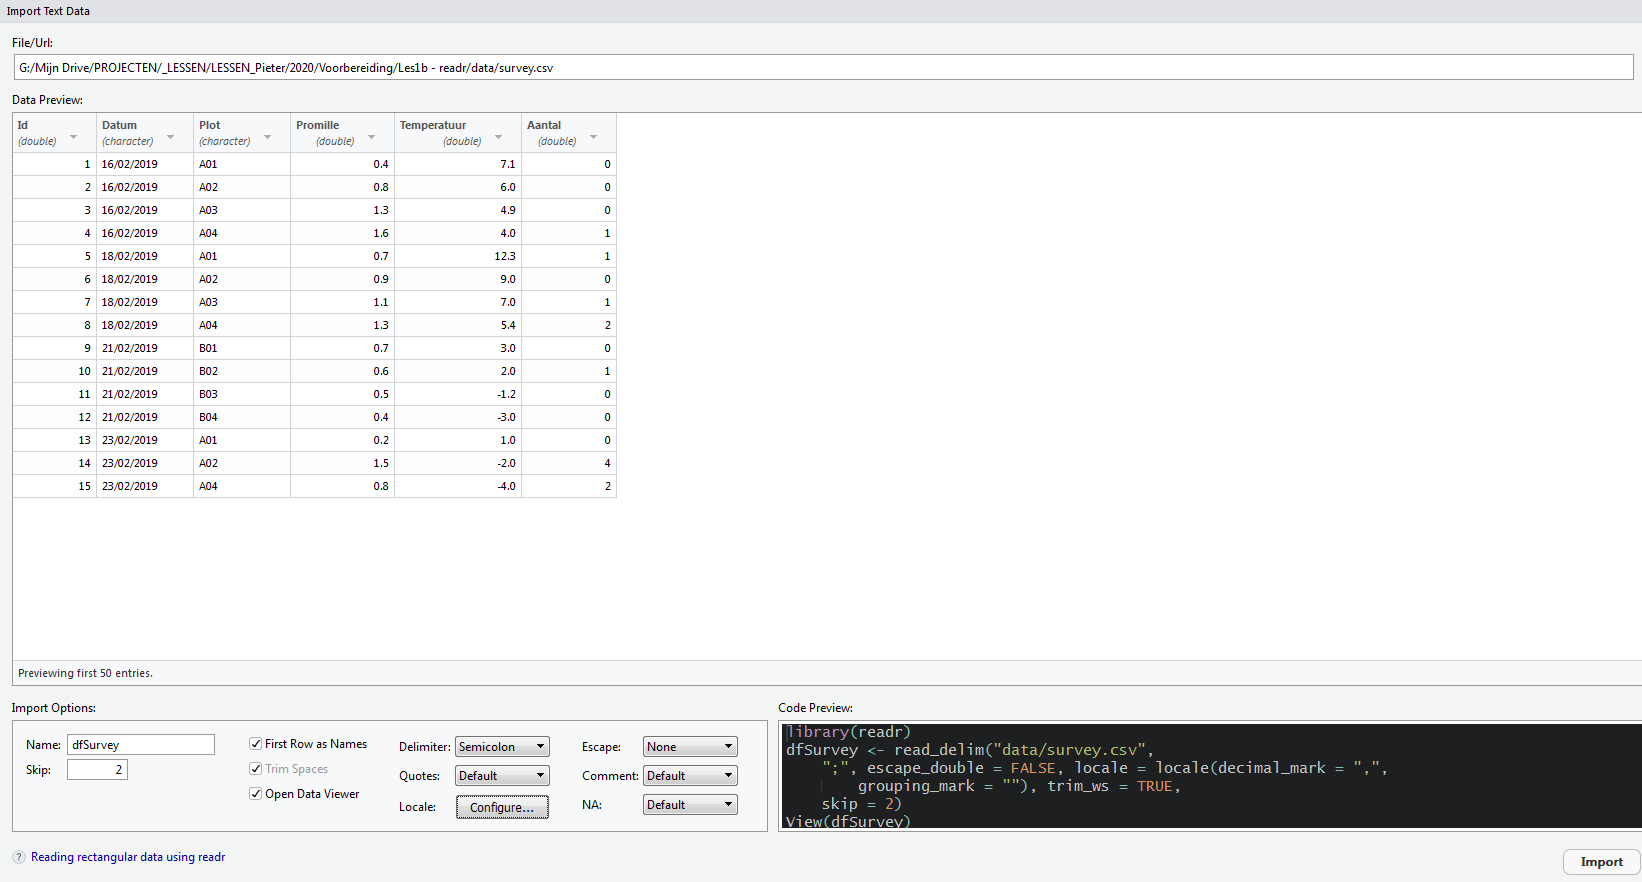 Import Text Data
File/Url:
G:/Mijn Drive/PROJECTEN/_LESSEN/LESSEN_Pieter/2020/Voorbereiding/Les1b - readr/data/survey.csv
Data Preview:
Id Datum Plot Promille Temperatuur Aantal
(double) (character) (character) (double) (double) (double)
1 16/02/2019 A01 0.4 7.1 0
2 16/02/2019 A02 0.8 6.0 0
3 16/02/2019 A03 1.3 4.9 0
4 16/02/2019 A04 1.6 4.0 1
5 18/02/2019 A01 0.7 12.3 1
6 18/02/2019 A02 0.9 9.0 0
7 18/02/2019 A03 1.1 7.0 1
8 18/02/2019 A04 1.3 5.4 2
9 21/02/2019 B01 0.7 3.0 0
10 21/02/2019 B02 0.6 2.0 1
11 21/02/2019 B03 0.5 -1.2 0
12 21/02/2019 B04 0.4 -3.0 0
13 23/02/2019 A01 0.2 1.0 0
14 23/02/2019 A02 1.5 -2.0 4
15 23/02/2019 A04 0.8 -4.0 2
Previewing first 50 entries.
Import Options:
Name: dfSurvey
Skip: 2
First Row as Names
Trim Spaces
Open Data Viewer
Delimiter: Semicolon
Quotes: Default
Locale: Configure...
Escape: None
Comment: Default
NA: Default
Code Preview:
library(readr)
dfSurvey <- read_delim("data/survey.csv",
";", escape_double = FALSE, locale = locale(decimal_mark = ",",
grouping_mark = ""), trim_ws = TRUE,
skip = 2)
View(dfSurvey)
? Reading rectangular data using readr
Import